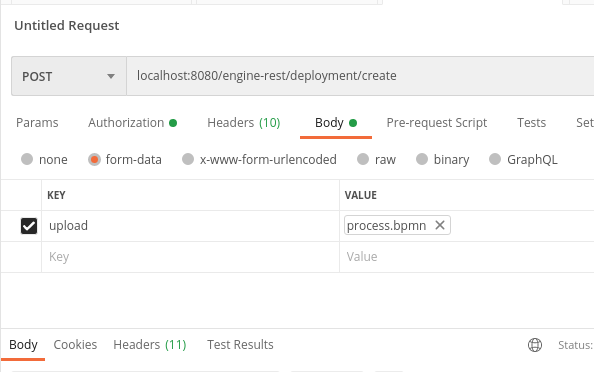 Untitled Request
POST localhost:8080/engine-rest/deployment/create
Params Authorization Headers (10) Body Pre-request Script Tests Set
none form-data x-www-form-urlencoded raw binary GraphQL
KEY VALUE
upload process.bpmn
Key Value
Body Cookies Headers (11) Test Results Status: